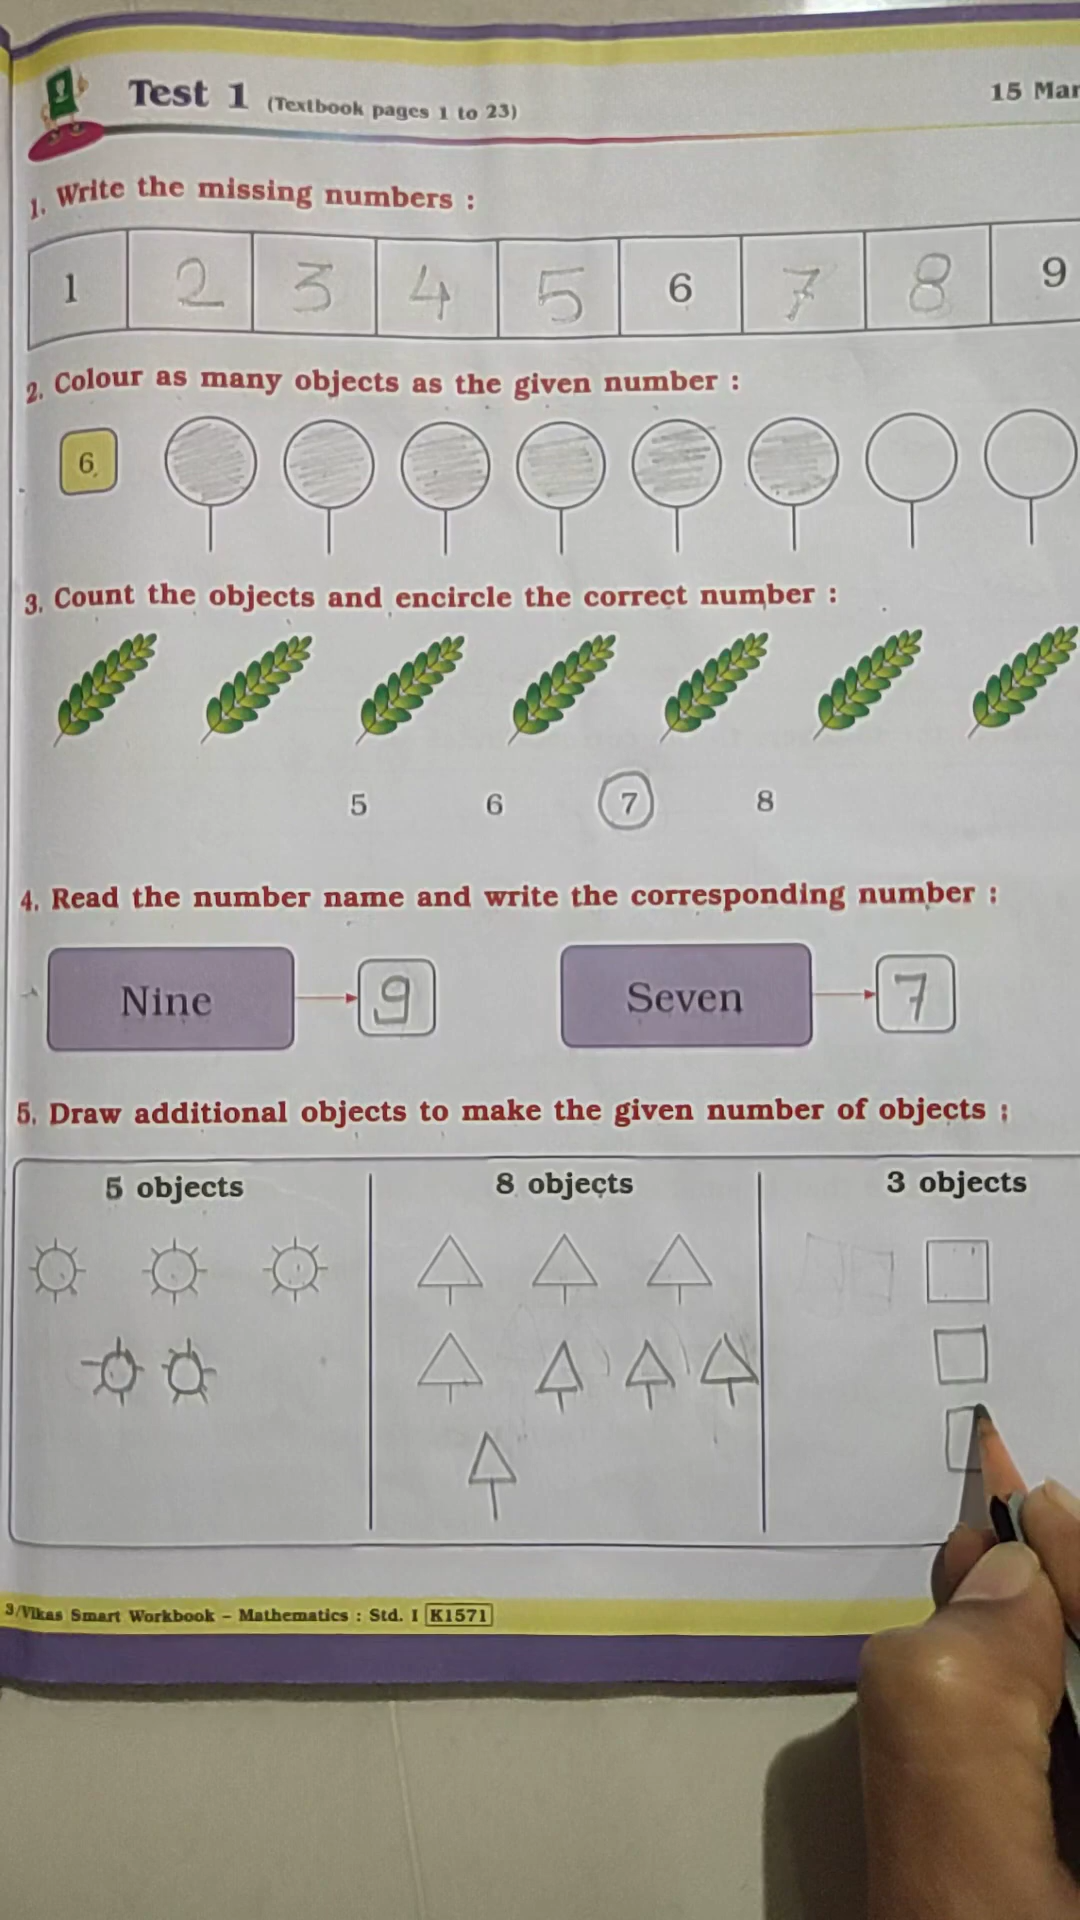 Test 1 (Textbook pages 1 to 23)
15 Mar
1. Write the missing numbers :
1 2 3 4 5 6 7 8 9
2. Colour as many objects as the given number :
6
3. Count the objects and encircle the correct number :
5 6 7 8
4. Read the number name and write the corresponding number :
Nine 9 Seven 7
5. Draw additional objects to make the given number of objects :
5 objects 8 objects 3 objects
3/Vikas Smart Workbook – Mathematics : Std. I K1571